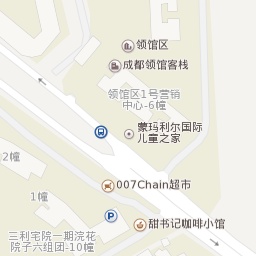 领馆区
成都领馆客栈
领馆区1号营销
中心-6幢
蒙玛利尔国际
儿童之家
2幢
007Chain超市
1幢
甜书记咖啡小馆
三利宅院一期浣花
院子六组团-10幢